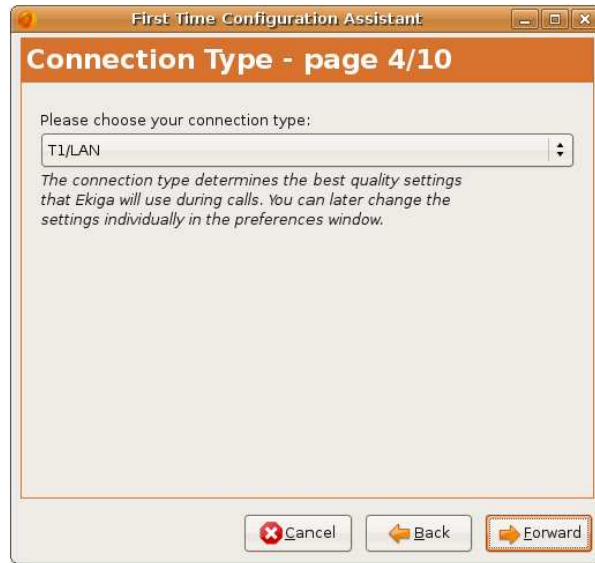 First Time Configuration Assistant
Connection Type - page 4/10
Please choose your connection type:
T1/LAN
The connection type determines the best quality settings
that Ekiga will use during calls. You can later change the
settings individually in the preferences window.
Cancel
Back
Forward